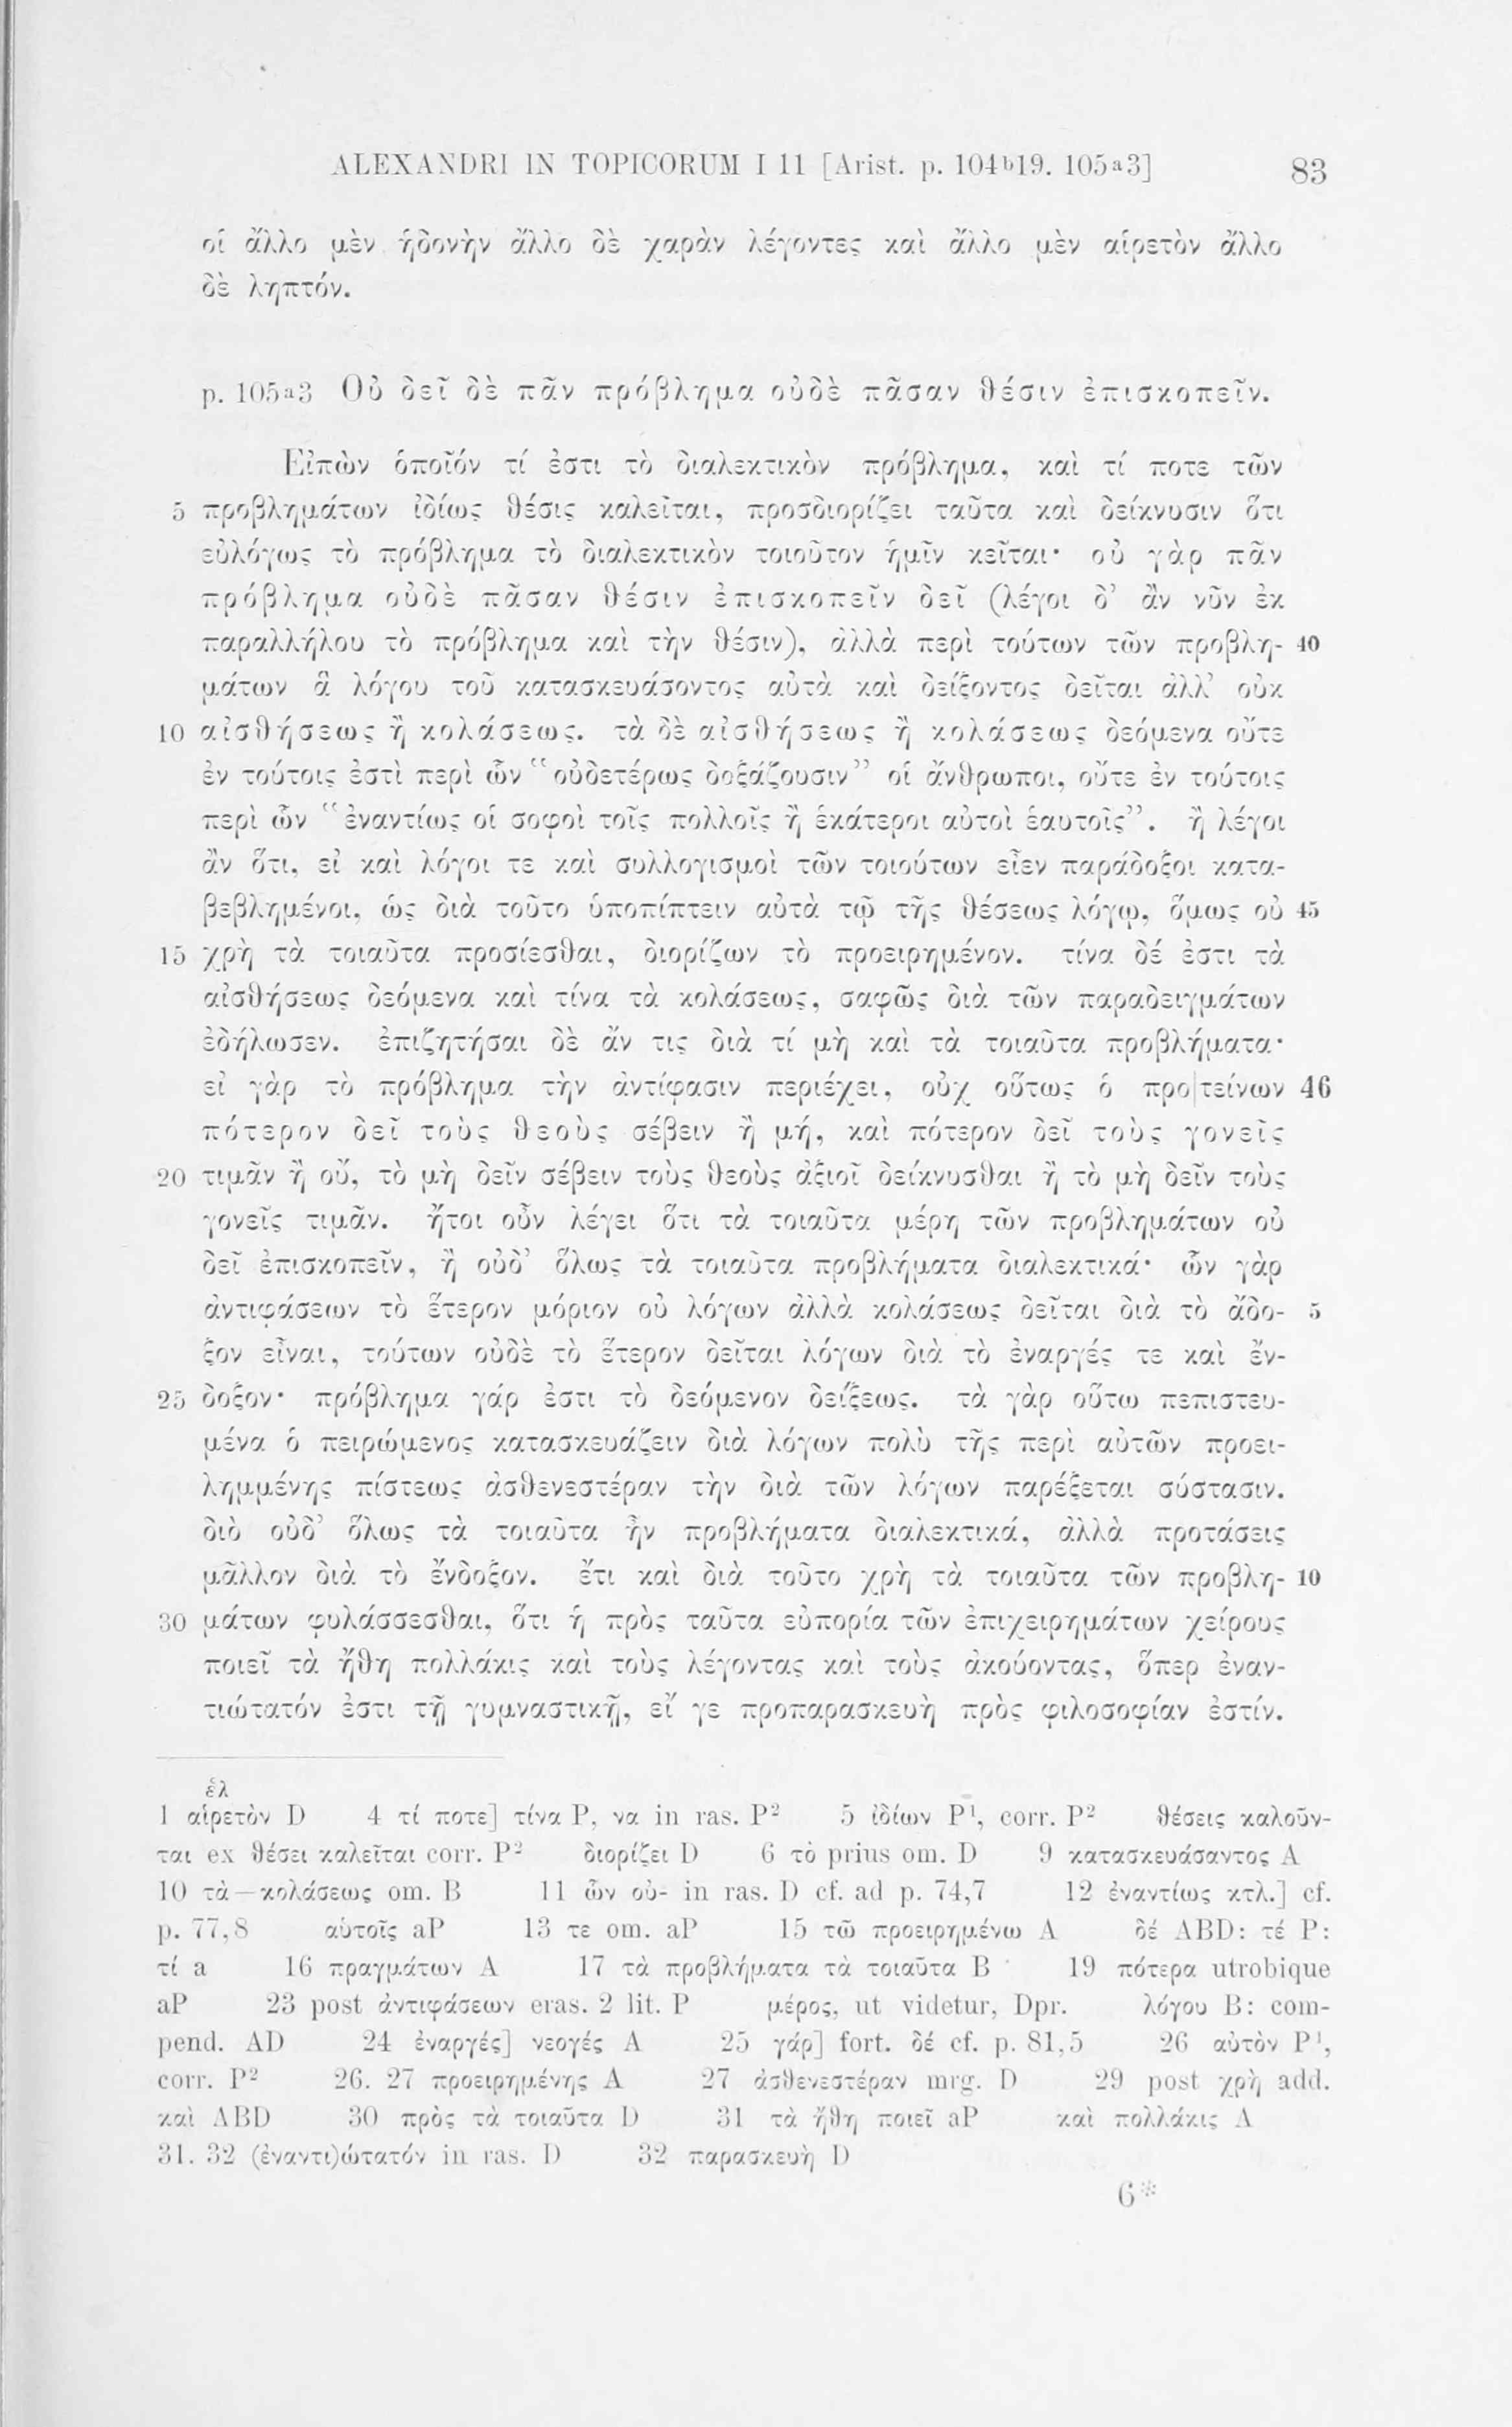 ALEXANDRI IN TOPICORUM I 11 [Arist. p. 104b19. 105a3] 83
οἱ ἄλλο μὲν ἡδονὴν ἄλλο δὲ χαρὰν λέγοντες καὶ ἄλλο μὲν αἱρετὸν ἄλλο
δὲ ληπτόν.
p. 105a3 Οὐ δεῖ δὲ πᾶν πρόβλημα οὐδὲ πᾶσαν θέσιν ἐπισκοπεῖν.
Εἰπὼν ὁποῖόν τί ἐστι τὸ διαλεκτικὸν πρόβλημα, καὶ τί ποτε τῶν
5 προβλημάτων ἰδίως θέσις καλεῖται, προσδιορίζει ταῦτα καὶ δείκνυσιν ὅτι
εὐλόγως τὸ πρόβλημα τὸ διαλεκτικὸν τοιοῦτον ἡμῖν κεῖται· οὐ γὰρ πᾶν
πρόβλημα οὐδὲ πᾶσαν θέσιν ἐπισκοπεῖν δεῖ (λέγοι δ’ ἂν νῦν ἐκ
παραλλήλου τὸ πρόβλημα καὶ τὴν θέσιν), ἀλλὰ περὶ τούτων τῶν προβλη- 40
μάτων ἃ λόγου τοῦ κατασκευάσοντος αὐτὰ καὶ δείξοντος δεῖται ἀλλ’ οὐκ
10 αἰσθήσεως ἢ κολάσεως. τὰ δὲ αἰσθήσεως ἢ κολάσεως δεόμενα οὔτε
ἐν τούτοις ἐστὶ περὶ ὧν “οὐδετέρως δοξάζουσιν” οἱ ἄνθρωποι, οὔτε ἐν τούτοις
περὶ ὧν “ἐναντίως οἱ σοφοὶ τοῖς πολλοῖς ἢ ἑκάτεροι αὐτοὶ ἑαυτοῖς”. ἢ λέγοι
ἂν ὅτι, εἰ καὶ λόγοι τε καὶ συλλογισμοὶ τῶν τοιούτων εἶεν παράδοξοι κατα-
βεβλημένοι, ὡς διὰ τοῦτο ὑποπίπτειν αὐτὰ τῷ τῆς θέσεως λόγῳ, ὅμως οὐ 45
15 χρὴ τὰ τοιαῦτα προσίεσθαι, διορίζων τὸ προειρημένον. τίνα δέ ἐστι τὰ
αἰσθήσεως δεόμενα καὶ τίνα τὰ κολάσεως, σαφῶς διὰ τῶν παραδειγμάτων
ἐδήλωσεν. ἐπιζητήσαι δὲ ἄν τις διὰ τί μὴ καὶ τὰ τοιαῦτα προβλήματα·
εἰ γὰρ τὸ πρόβλημα τὴν ἀντίφασιν περιέχει, οὐχ οὕτως ὁ προ|τείνων 46
πότερον δεῖ τοὺς θεοὺς σέβειν ἢ μή, καὶ πότερον δεῖ τοὺς γονεῖς
20 τιμᾶν ἢ οὔ, τὸ μὴ δεῖν σέβειν τοὺς θεοὺς ἀξιοῖ δείκνυσθαι ἢ τὸ μὴ δεῖν τοὺς
γονεῖς τιμᾶν. ἤτοι οὖν λέγει ὅτι τὰ τοιαῦτα μέρη τῶν προβλημάτων οὐ
δεῖ ἐπισκοπεῖν, ἢ οὐδ’ ὅλως τὰ τοιαῦτα προβλήματα διαλεκτικά· ὧν γὰρ
ἀντιφάσεων τὸ ἕτερον μόριον οὐ λόγων ἀλλὰ κολάσεως δεῖται διὰ τὸ ἄδο- 5
ξον εἶναι, τούτων οὐδὲ τὸ ἕτερον δεῖται λόγων διὰ τὸ ἐναργές τε καὶ ἔν-
25 δοξον· πρόβλημα γάρ ἐστι τὸ δεόμενον δείξεως. τὰ γὰρ οὕτω πεπιστευ-
μένα ὁ πειρώμενος κατασκευάζειν διὰ λόγων πολὺ τῆς περὶ αὐτῶν προει-
λημμένης πίστεως ἀσθενεστέραν τὴν διὰ τῶν λόγων παρέξεται σύστασιν.
διὸ οὐδ’ ὅλως τὰ τοιαῦτα ἦν προβλήματα διαλεκτικά, ἀλλὰ προτάσεις
μᾶλλον διὰ τὸ ἔνδοξον. ἔτι καὶ διὰ τοῦτο χρὴ τὰ τοιαῦτα τῶν προβλη- 10
30 μάτων φυλάσσεσθαι, ὅτι ἡ πρὸς ταῦτα εὐπορία τῶν ἐπιχειρημάτων χείρους
ποιεῖ τὰ ἤθη πολλάκις καὶ τοὺς λέγοντας καὶ τοὺς ἀκούοντας, ὅπερ ἐναν-
τιώτατόν ἐστι τῇ γυμναστικῇ, εἴ γε προπαρασκευὴ πρὸς φιλοσοφίαν ἐστίν.
ἑλ
1 αἱρετὸν D 4 τί ποτε] τίνα P, να in ras. P² 5 ἰδίων P¹, corr. P² θέσεις καλοῦν-
ται ex θέσει καλεῖται corr. P² διορίζει D 6 τὸ prius om. D 9 κατασκευάσαντος A
10 τὰ—κολάσεως om. B 11 ὧν οὐ- in ras. D cf. ad p. 74,7 12 ἐναντίως κτλ.] cf.
p. 77,8 αὑτοῖς aP 13 τε om. aP 15 τῶ προειρημένω A δέ ABD: τέ P:
τί a 16 πραγμάτων A 17 τὰ προβλήματα τὰ τοιαῦτα B 19 πότερα utrobique
aP 23 post ἀντιφάσεων eras. 2 lit. P μέρος, ut videtur, Dpr. λόγου B: com-
pend. AD 24 ἐναργές] νεογές A 25 γάρ] fort. δέ cf. p. 81,5 26 αὐτὸν P¹,
corr. P² 26. 27 προειρημένης A 27 ἀσθενεστέραν mrg. D 29 post χρὴ add.
καὶ ABD 30 πρὸς τὰ τοιαῦτα D 31 τὰ ἤθη ποιεῖ aP καὶ πολλάκις A
31. 32 (ἐναντι)ώτατόν in ras. D 32 παρασκευὴ D
6*